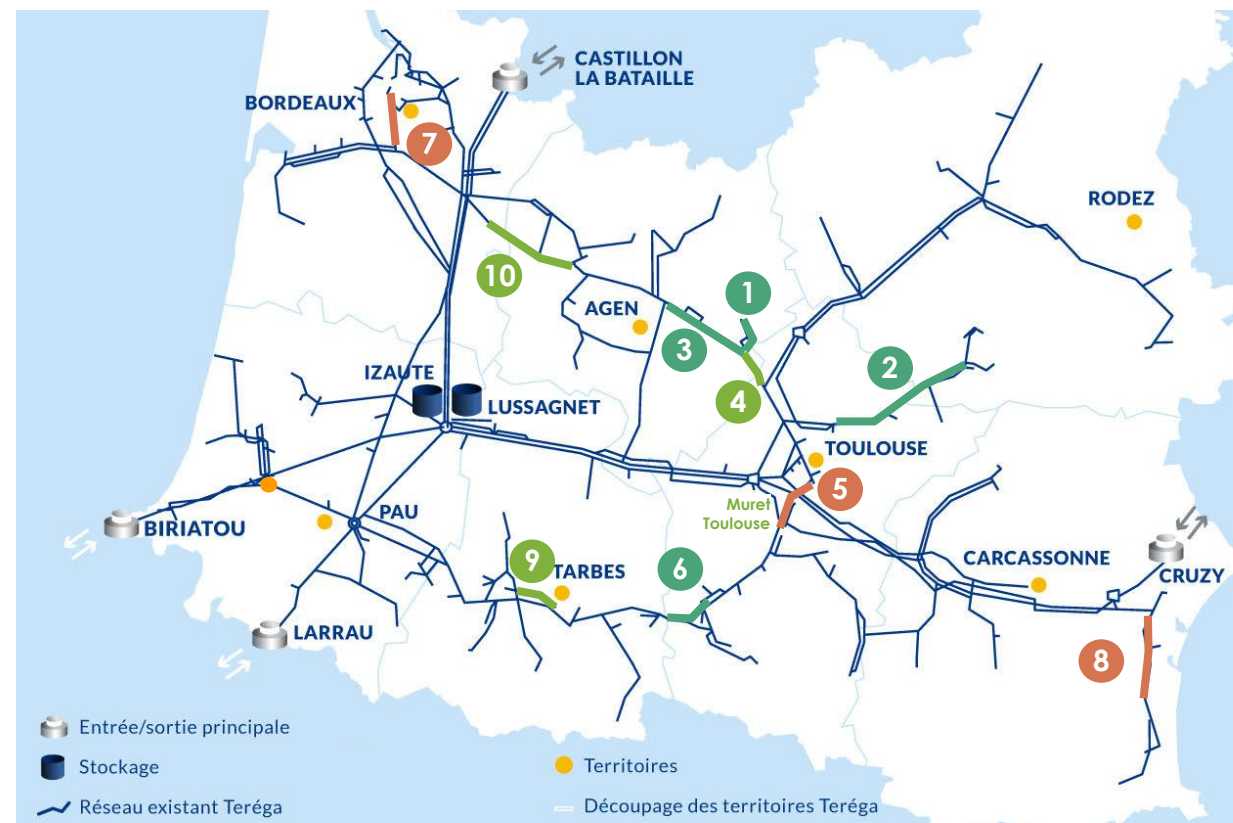 CASTILLON
LA BATAILLE
BORDEAUX
7
RODEZ
10
1
AGEN
3
2
IZAUTE
4
LUSSAGNET
TOULOUSE
5
Muret
Toulouse
PAU
BIRIATOU
9
TARBES
6
CARCASSONNE
CRUZY
LARRAU
8
Entrée/sortie principale
Stockage
Territoires
Réseau existant Teréga
Découpage des territoires Teréga